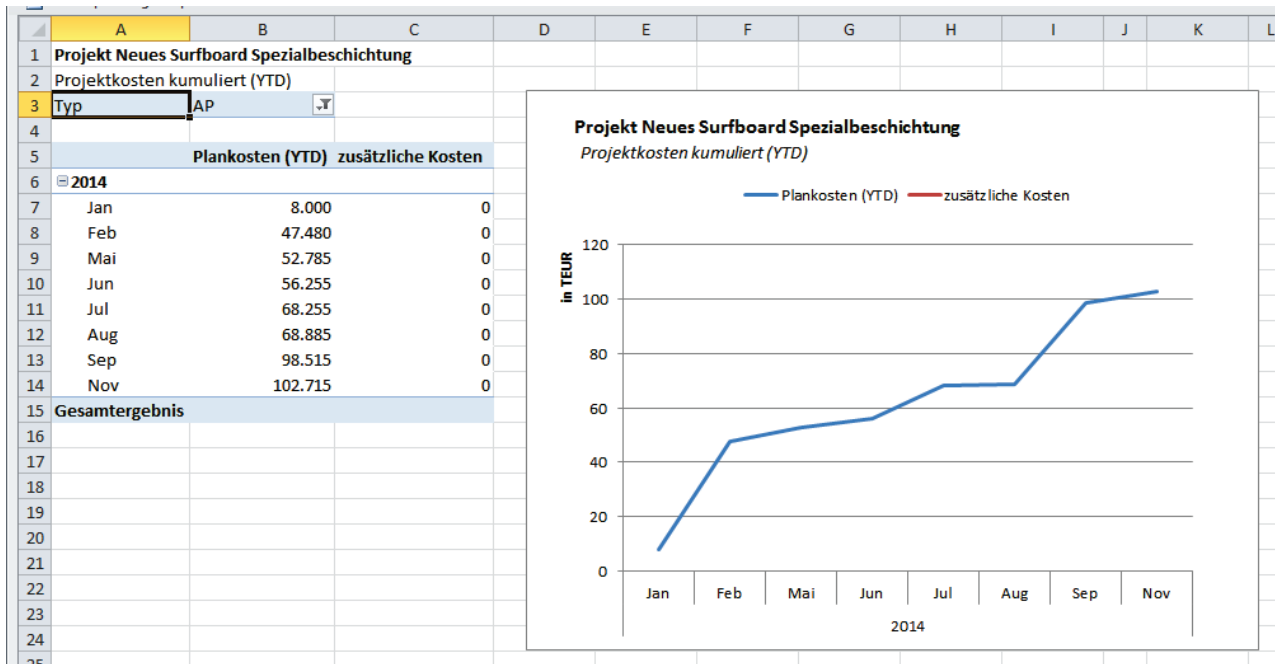 A B C D E F G H I J K L
1 Projekt Neues Surfboard Spezialbeschichtung
2 Projektkosten kumuliert (YTD)
3 Typ AP
4
5 Plankosten (YTD) zusätzliche Kosten
6 2014
7 Jan 8.000 0
8 Feb 47.480 0
9 Mai 52.785 0
10 Jun 56.255 0
11 Jul 68.255 0
12 Aug 68.885 0
13 Sep 98.515 0
14 Nov 102.715 0
15 Gesamtergebnis
16
17
18
19
20
21
22
23
24
25
Projekt Neues Surfboard Spezialbeschichtung
Projektkosten kumuliert (YTD)
Plankosten (YTD) zusätzliche Kosten
in TEUR
120
100
80
60
40
20
0
Jan Feb Mai Jun Jul Aug Sep Nov
2014